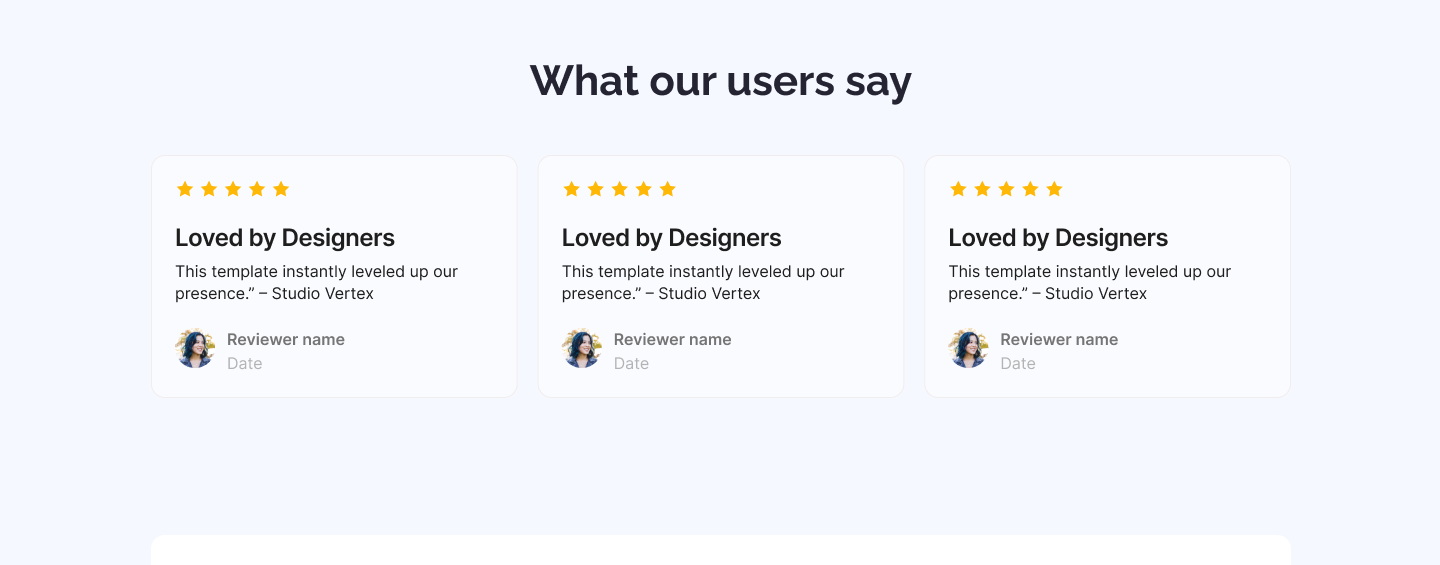 What our users say
Loved by Designers
This template instantly leveled up our
presence.” – Studio Vertex
Reviewer name
Date
Loved by Designers
This template instantly leveled up our
presence.” – Studio Vertex
Reviewer name
Date
Loved by Designers
This template instantly leveled up our
presence.” – Studio Vertex
Reviewer name
Date